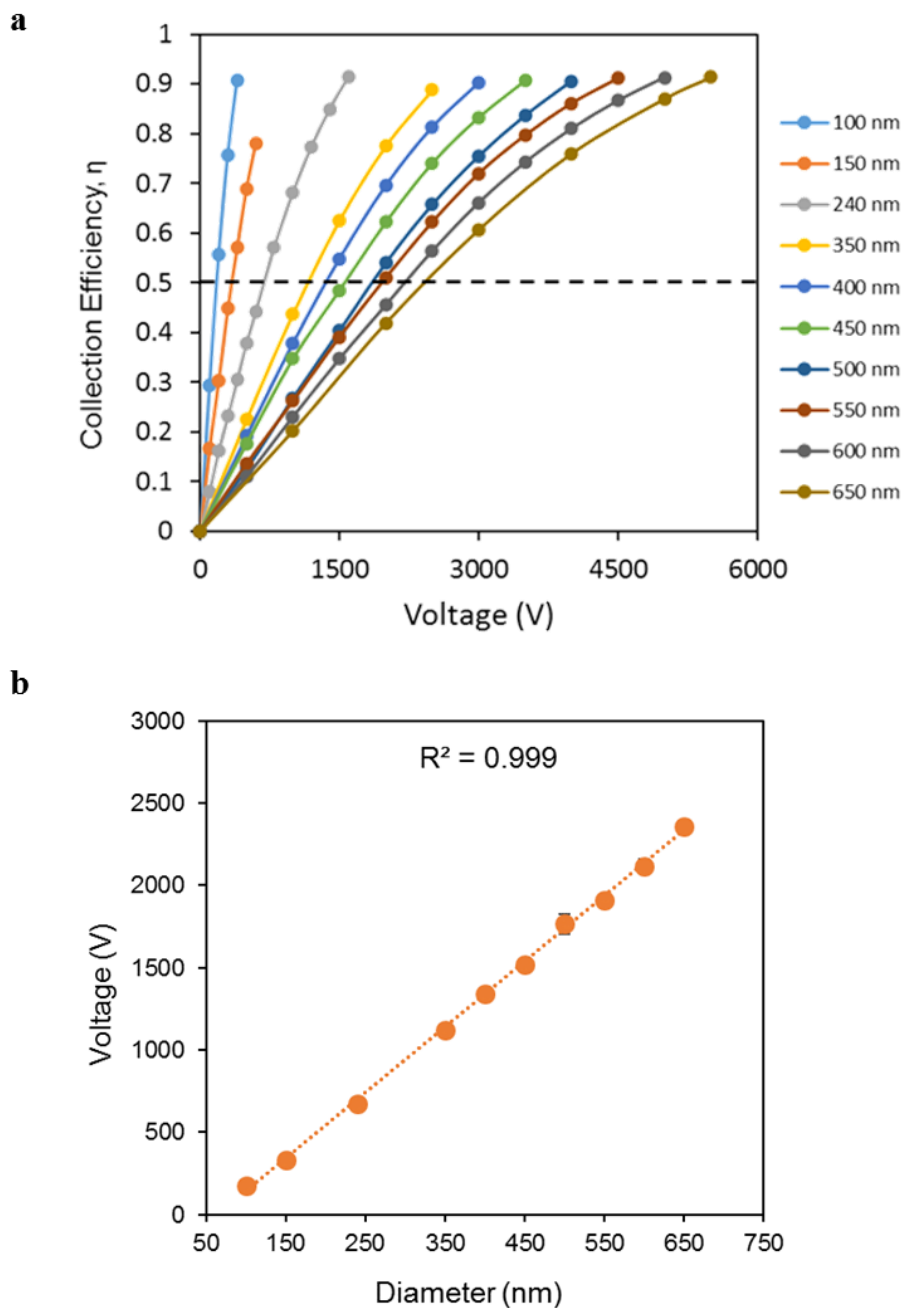 a
1
0.9
0.8
0.7
0.6
0.5
0.4
0.3
0.2
0.1
0
Collection Efficiency, η
0 1500 3000 4500 6000
Voltage (V)
100 nm
150 nm
240 nm
350 nm
400 nm
450 nm
500 nm
550 nm
600 nm
650 nm
b
R² = 0.999
3000
2500
2000
1500
1000
500
0
Voltage (V)
50 150 250 350 450 550 650 750
Diameter (nm)